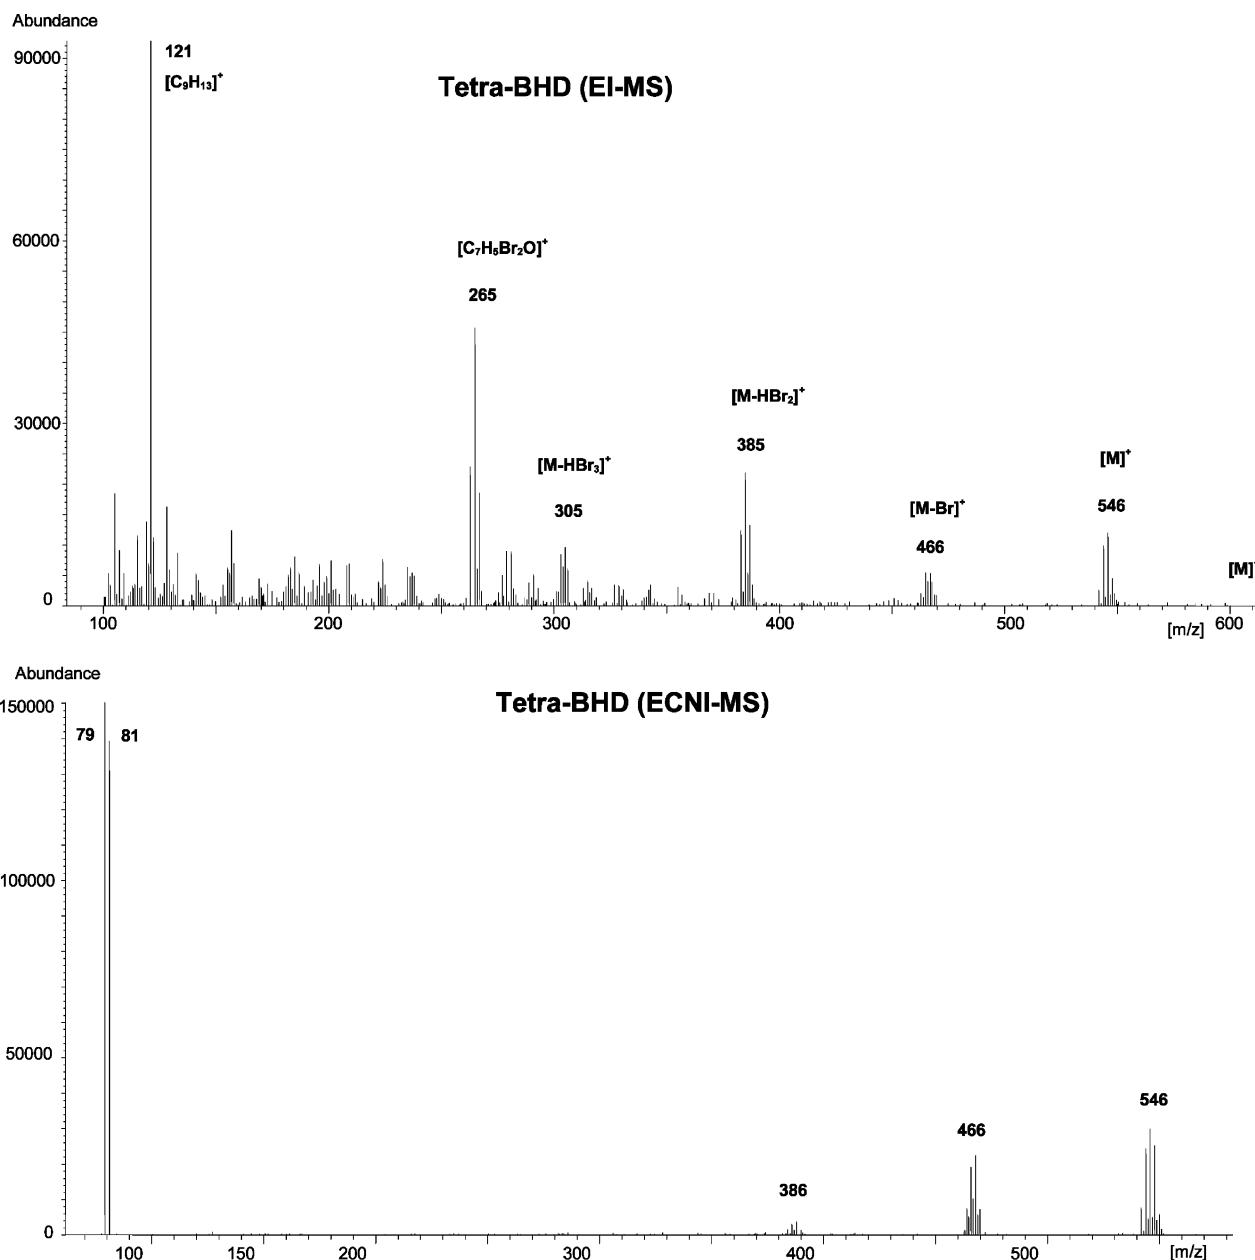 Abundance
90000
121
[C₉H₁₃]⁺
Tetra-BHD (EI-MS)
60000
[C₇H₅Br₂O]⁺
265
30000
[M-HBr₂]⁺
385
[M-HBr₃]⁺
305
[M]⁺
546
[M-Br]⁺
466
[M]
0
100
200
300
400
500
600
[m/z]
Abundance
Tetra-BHD (ECNI-MS)
150000
79
81
100000
50000
546
466
386
0
100
150
200
300
400
500
[m/z]